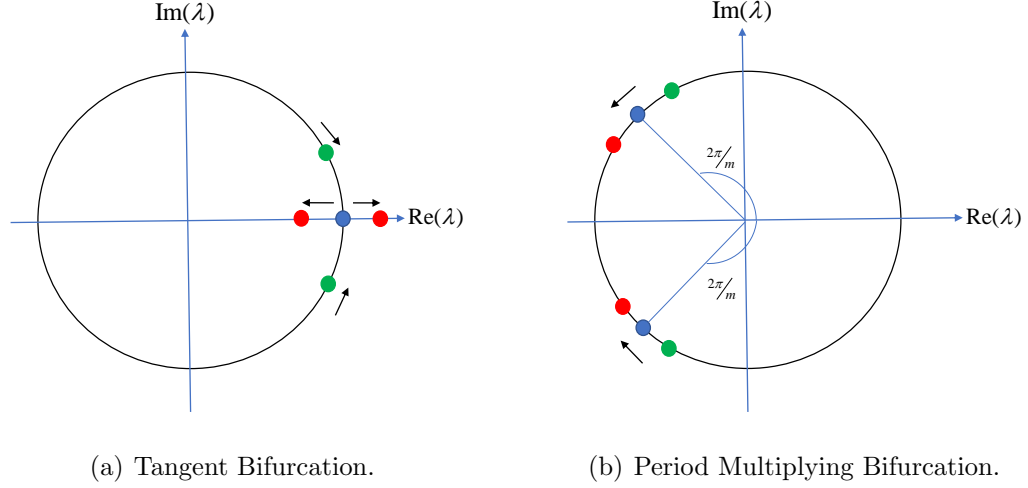 Im(λ)
Re(λ)
(a) Tangent Bifurcation.
Im(λ)
2π/m
Re(λ)
2π/m
(b) Period Multiplying Bifurcation.